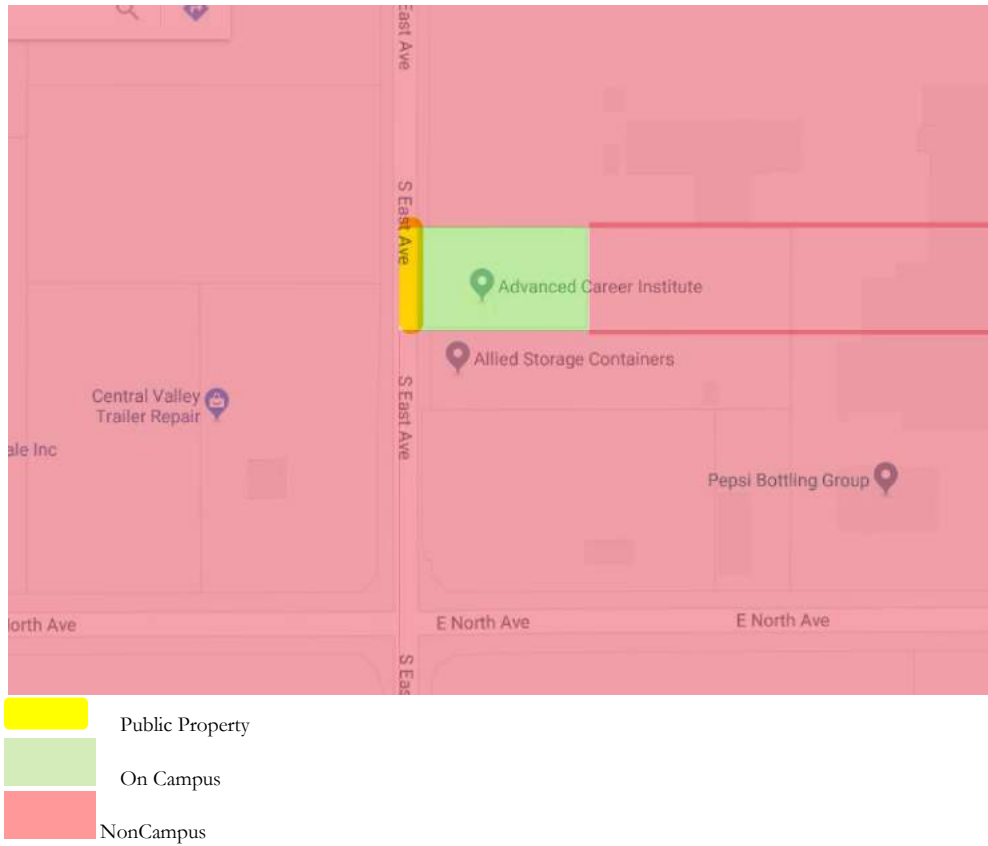 East Ave
S East Ave
Advanced Career Institute
Allied Storage Containers
S East Ave
Central Valley
Trailer Repair
ale Inc
Pepsi Bottling Group
orth Ave
E North Ave
E North Ave
S Eas
Public Property
On Campus
NonCampus